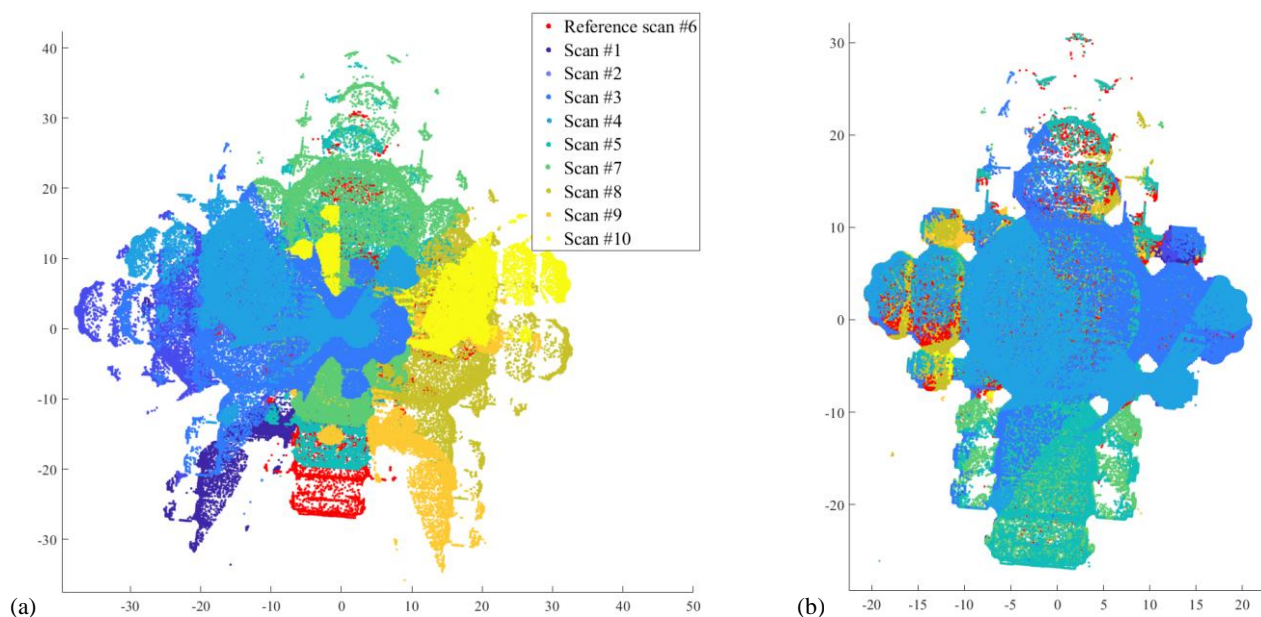 Reference scan #6
Scan #1
Scan #2
Scan #3
Scan #4
Scan #5
Scan #7
Scan #8
Scan #9
Scan #10
40
30
20
10
0
-10
-20
-30
-30 -20 -10 0 10 20 30 40 50
(a)
30
20
10
0
-10
-20
-20 -15 -10 -5 0 5 10 15 20
(b)